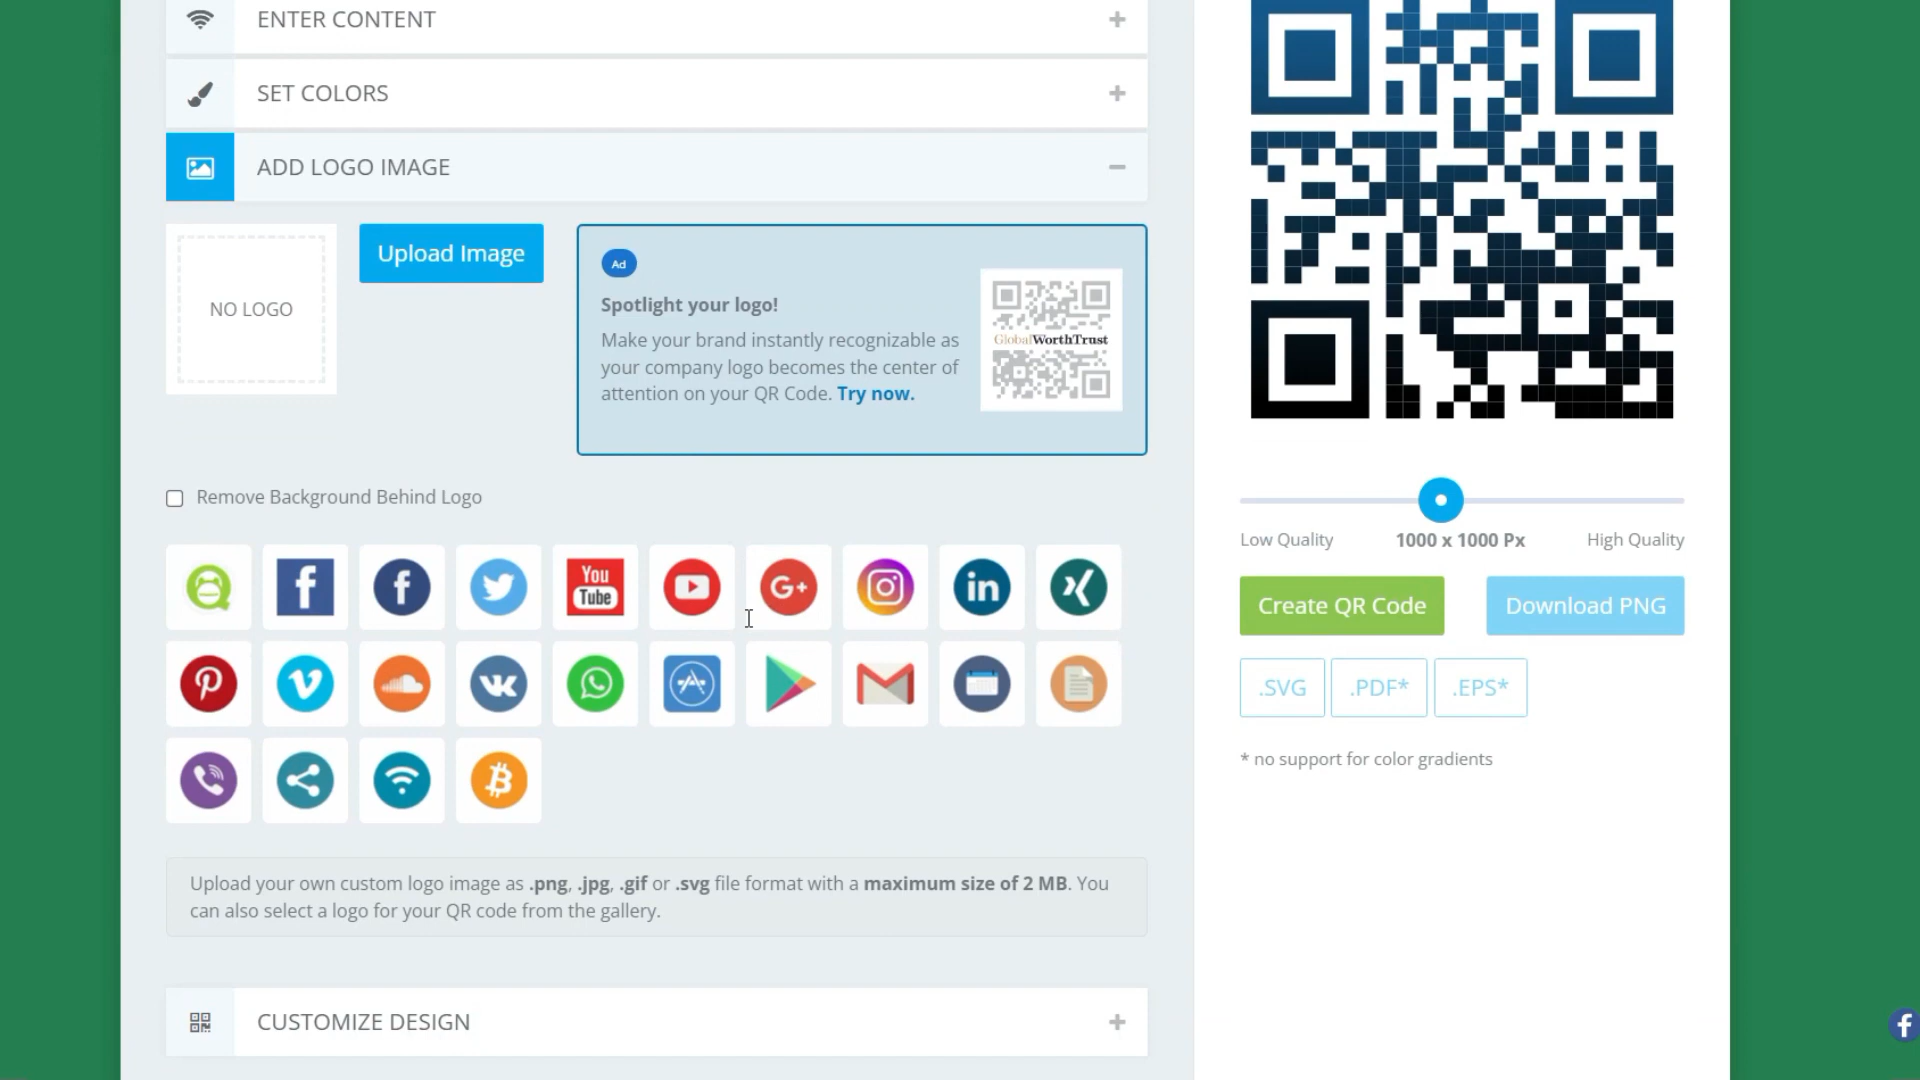 ENTER CONTENT
SET COLORS
ADD LOGO IMAGE
NO LOGO
Upload Image
Ad
Spotlight your logo!
Make your brand instantly recognizable as
your company logo becomes the center of
attention on your QR Code. Try now.
GlobalWorthTrust
Remove Background Behind Logo
You
Tube
G+
in
Upload your own custom logo image as .png, .jpg, .gif or .svg file format with a maximum size of 2 MB. You
can also select a logo for your QR code from the gallery.
CUSTOMIZE DESIGN
Low Quality
1000 x 1000 Px
High Quality
Create QR Code
Download PNG
.SVG
.PDF*
.EPS*
* no support for color gradients